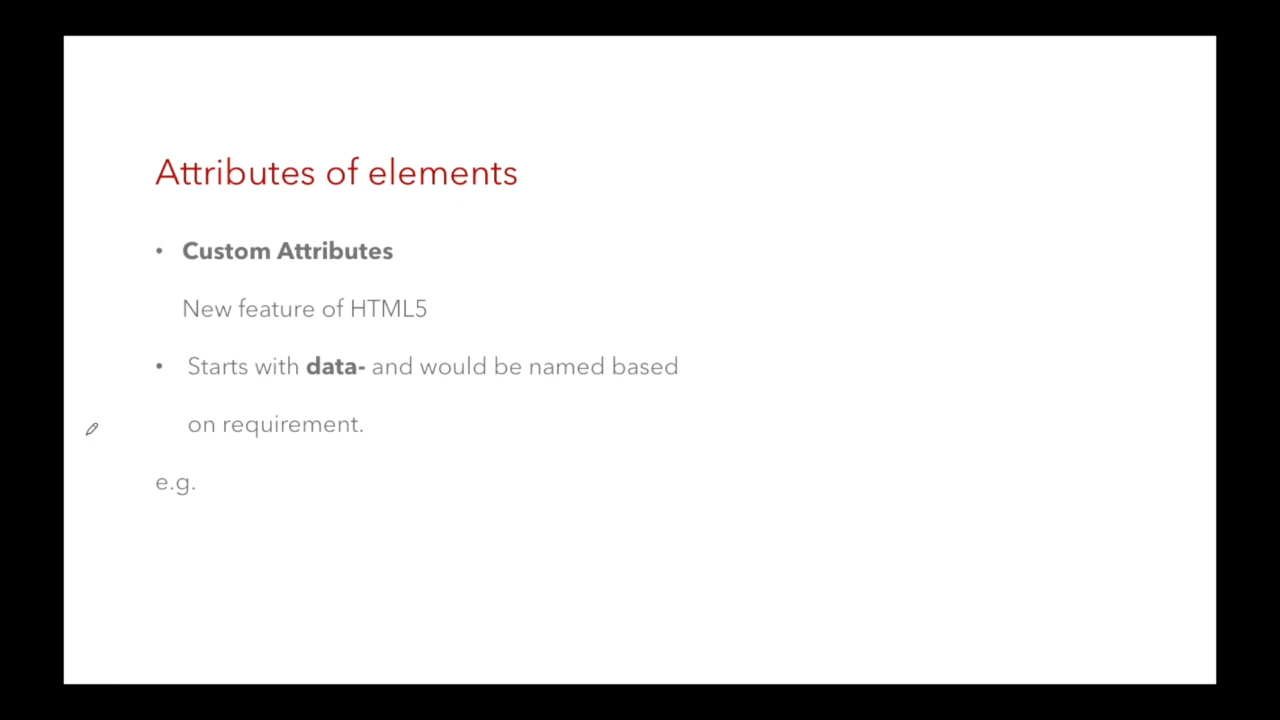 Attributes of elements
• Custom Attributes
New feature of HTML5
• Starts with data- and would be named based
on requirement.
e.g.